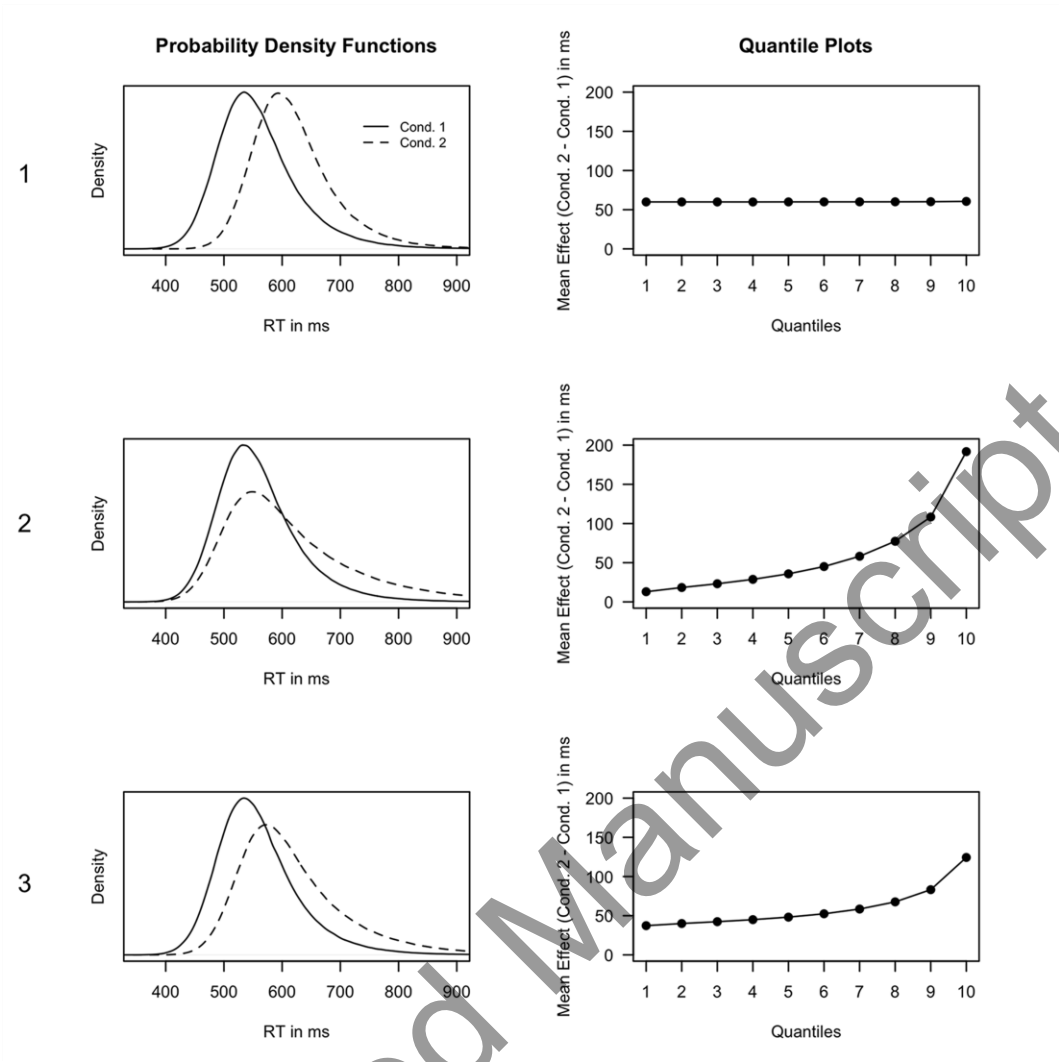 Probability Density Functions
Quantile Plots
1
Density
Cond. 1
Cond. 2
400 500 600 700 800 900
RT in ms
Mean Effect (Cond. 2 - Cond. 1) in ms
200
150
100
50
0
1 2 3 4 5 6 7 8 9 10
Quantiles
2
Density
400 500 600 700 800 900
RT in ms
Mean Effect (Cond. 2 - Cond. 1) in ms
200
150
100
50
0
1 2 3 4 5 6 7 8 9 10
Quantiles
3
Density
400 500 600 700 800 900
RT in ms
Mean Effect (Cond. 2 - Cond. 1) in ms
200
150
100
50
0
1 2 3 4 5 6 7 8 9 10
Quantiles
Manuscript